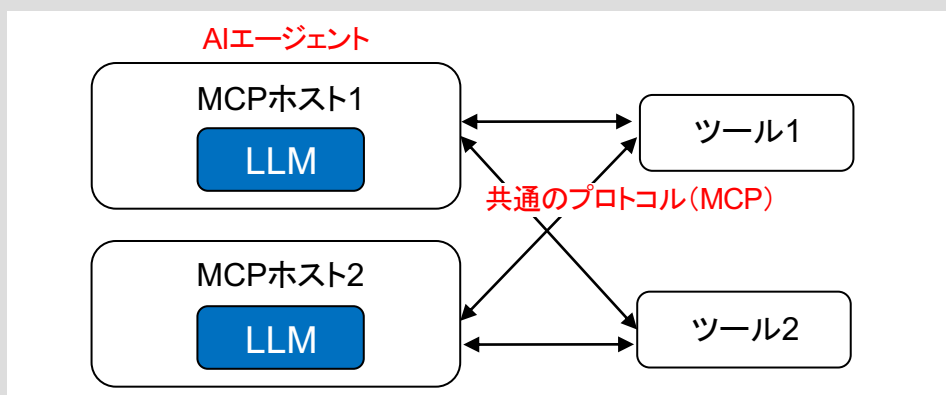 AIエージェント
MCPホスト1
LLM
ツール1
共通のプロトコル（MCP）
MCPホスト2
LLM
ツール2